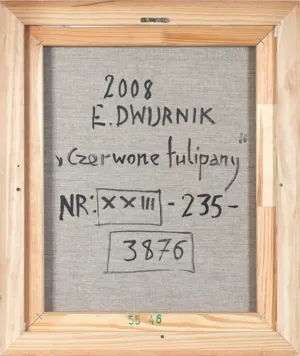 2008
E. DWURNIK
„Czerwone tulipany"
NR: XXIII - 235 -
3876
55 46